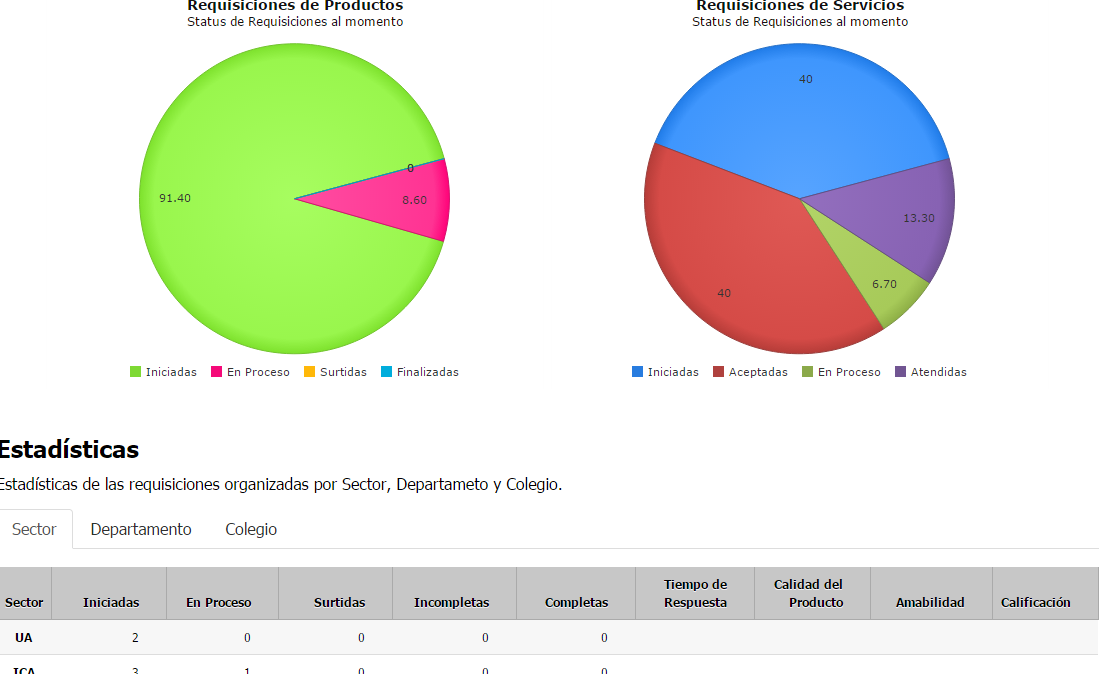 Requisiciones de Productos
Status de Requisiciones al momento
91.40
0
8.60
Iniciadas En Proceso Surtidas Finalizadas
Requisiciones de Servicios
Status de Requisiciones al momento
40
13.30
6.70
40
Iniciadas Aceptadas En Proceso Atendidas
Estadísticas
Estadísticas de las requisiciones organizadas por Sector, Departameto y Colegio.
Sector Departamento Colegio
Sector Iniciadas En Proceso Surtidas Incompletas Completas Tiempo de Respuesta Calidad del Producto Amabilidad Calificación
UA 2 0 0 0 0
ICA 3 1 0 0 0